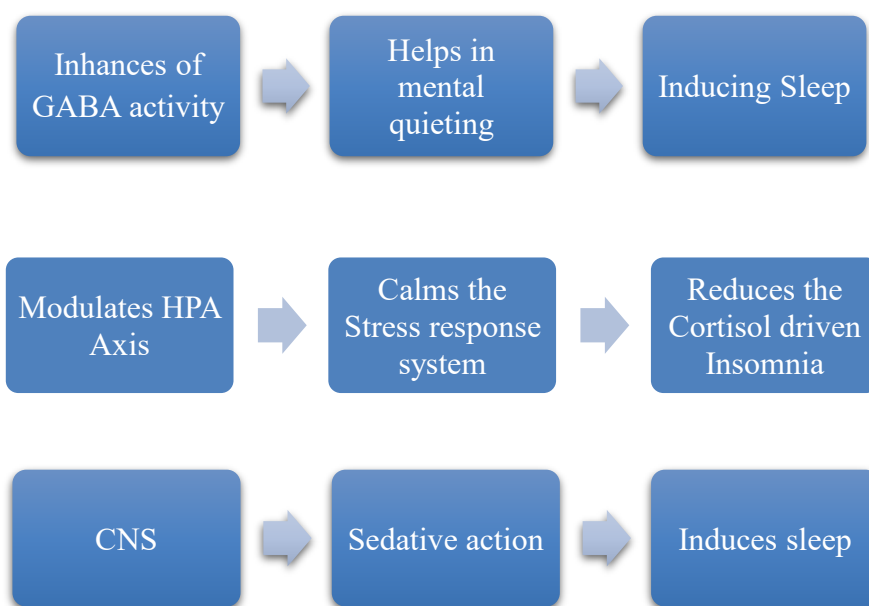 Inhances of
GABA activity
Helps in
mental
quieting
Inducing Sleep
Modulates HPA
Axis
Calms the
Stress response
system
Reduces the
Cortisol driven
Insomnia
CNS
Sedative action
Induces sleep